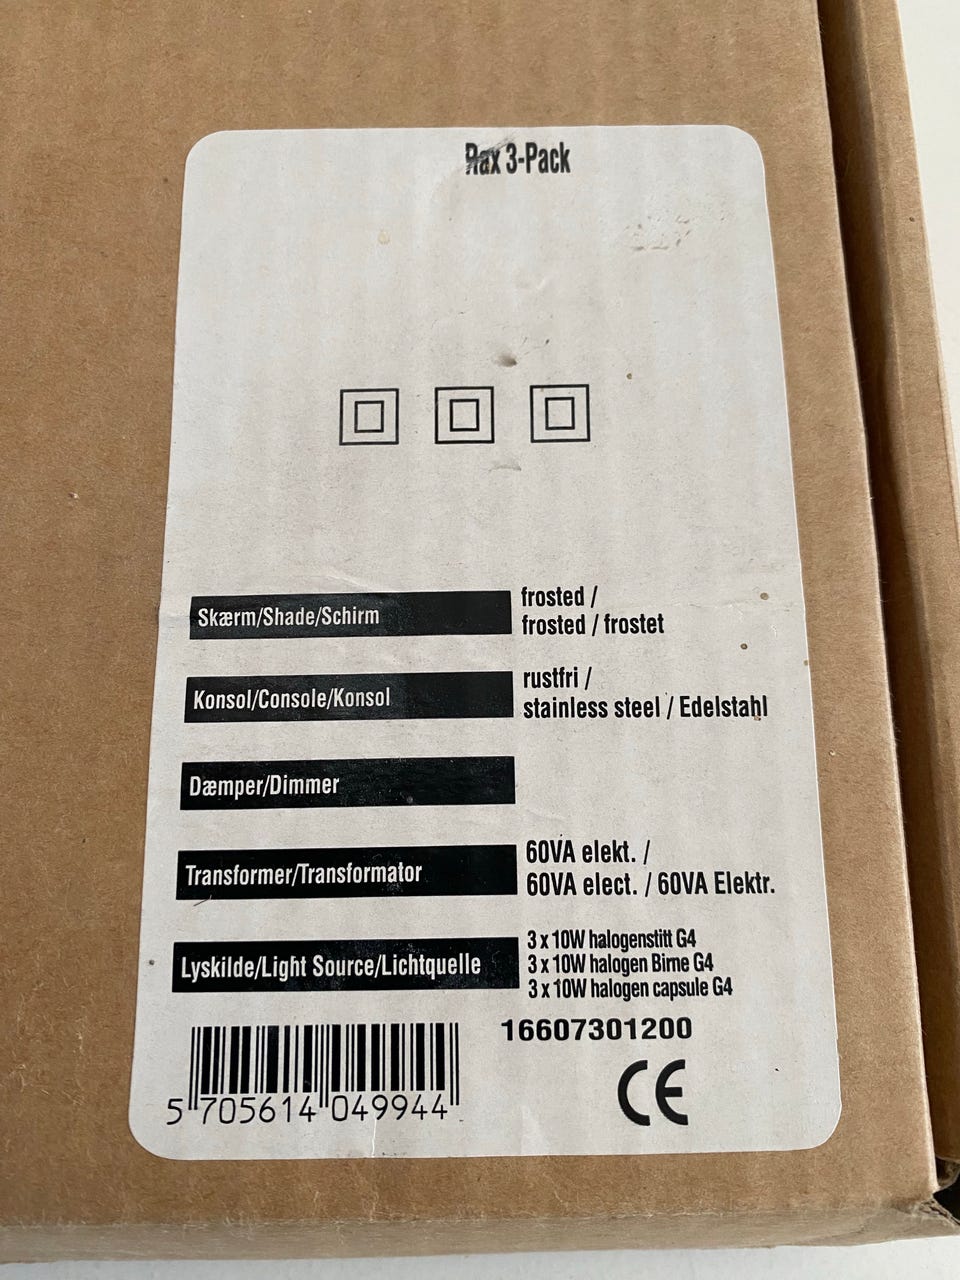 Rax 3-Pack
Skærm/Shade/Schirm
frosted /
frosted / frostet
Konsol/Console/Konsol
rustfri /
stainless steel / Edelstahl
Dæmper/Dimmer
Transformer/Transformator
60VA elekt. /
60VA elect. / 60VA Elektr.
Lyskilde/Light Source/Lichtquelle
3 x 10W halogenstitt G4
3 x 10W halogen Birne G4
3 x 10W halogen capsule G4
16607301200
5 705614 049944
CE